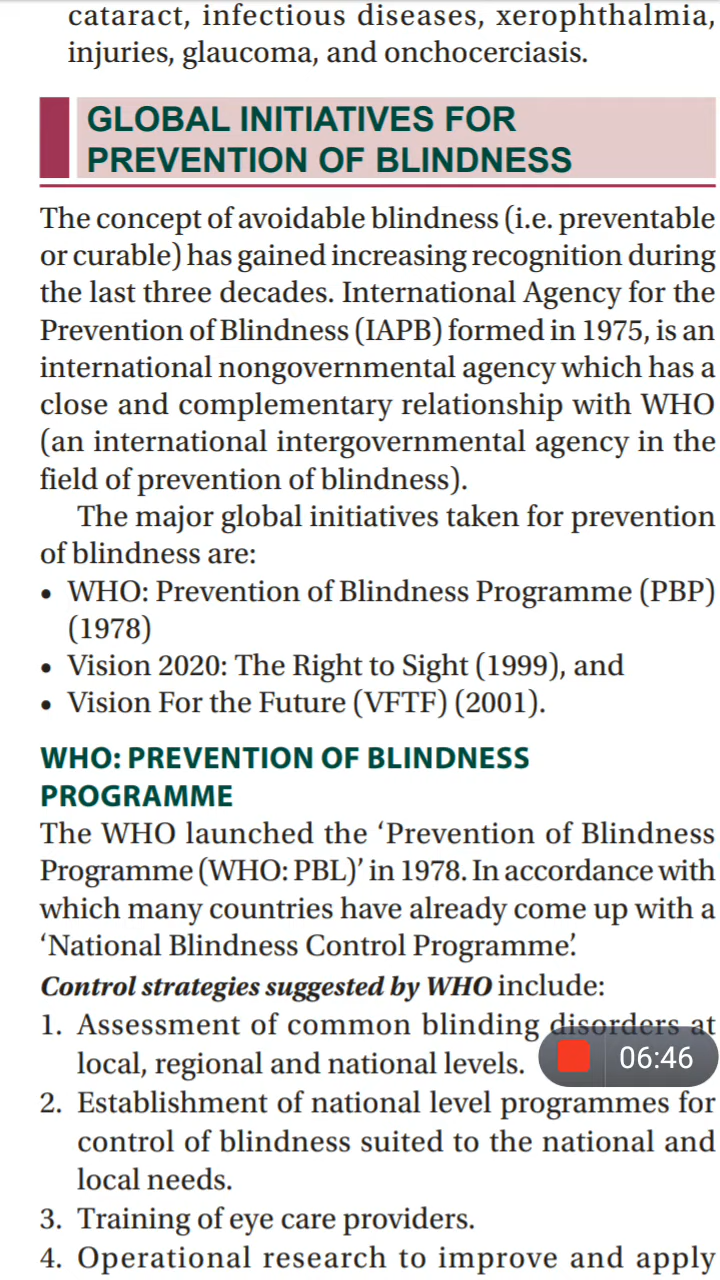 cataract, infectious diseases, xerophthalmia,
injuries, glaucoma, and onchocerciasis.
GLOBAL INITIATIVES FOR
PREVENTION OF BLINDNESS
The concept of avoidable blindness (i.e. preventable
or curable) has gained increasing recognition during
the last three decades. International Agency for the
Prevention of Blindness (IAPB) formed in 1975, is an
international nongovernmental agency which has a
close and complementary relationship with WHO
(an international intergovernmental agency in the
field of prevention of blindness).
The major global initiatives taken for prevention
of blindness are:
• WHO: Prevention of Blindness Programme (PBP)
(1978)
• Vision 2020: The Right to Sight (1999), and
• Vision For the Future (VFTF) (2001).
WHO: PREVENTION OF BLINDNESS
PROGRAMME
The WHO launched the ‘Prevention of Blindness
Programme (WHO: PBL)’ in 1978. In accordance with
which many countries have already come up with a
‘National Blindness Control Programme’.
Control strategies suggested by WHO include:
1. Assessment of common blinding disorders at
local, regional and national levels.
06:46
2. Establishment of national level programmes for
control of blindness suited to the national and
local needs.
3. Training of eye care providers.
4. Operational research to improve and apply